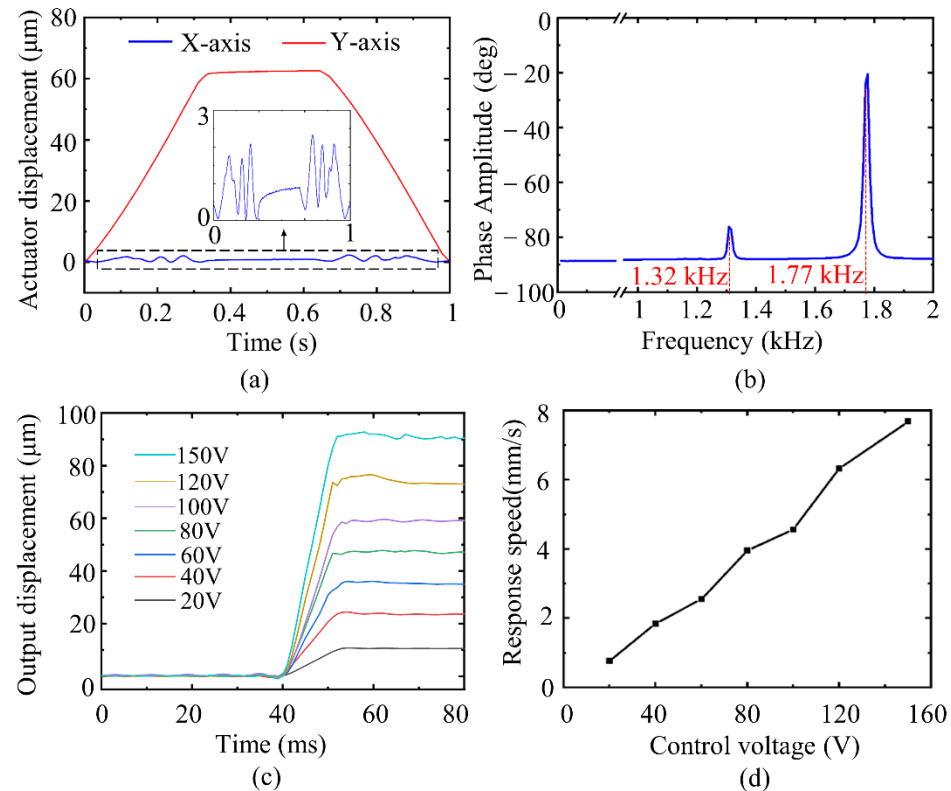 (a)
Actuator displacement (μm)
80
60
40
20
0
X-axis
Y-axis
3
0
0
1
0
0.2
0.4
0.6
0.8
1
Time (s)
(b)
Phase Amplitude (deg)
0
−20
−40
−60
−80
−100
1.32 kHz
1.77 kHz
0
1
1.2
1.4
1.6
1.8
2
Frequency (kHz)
(c)
Output displacement (μm)
100
80
60
40
20
0
150V
120V
100V
80V
60V
40V
20V
0
20
40
60
80
Time (ms)
(d)
Response speed(mm/s)
8
6
4
2
0
0
40
80
120
160
Control voltage (V)